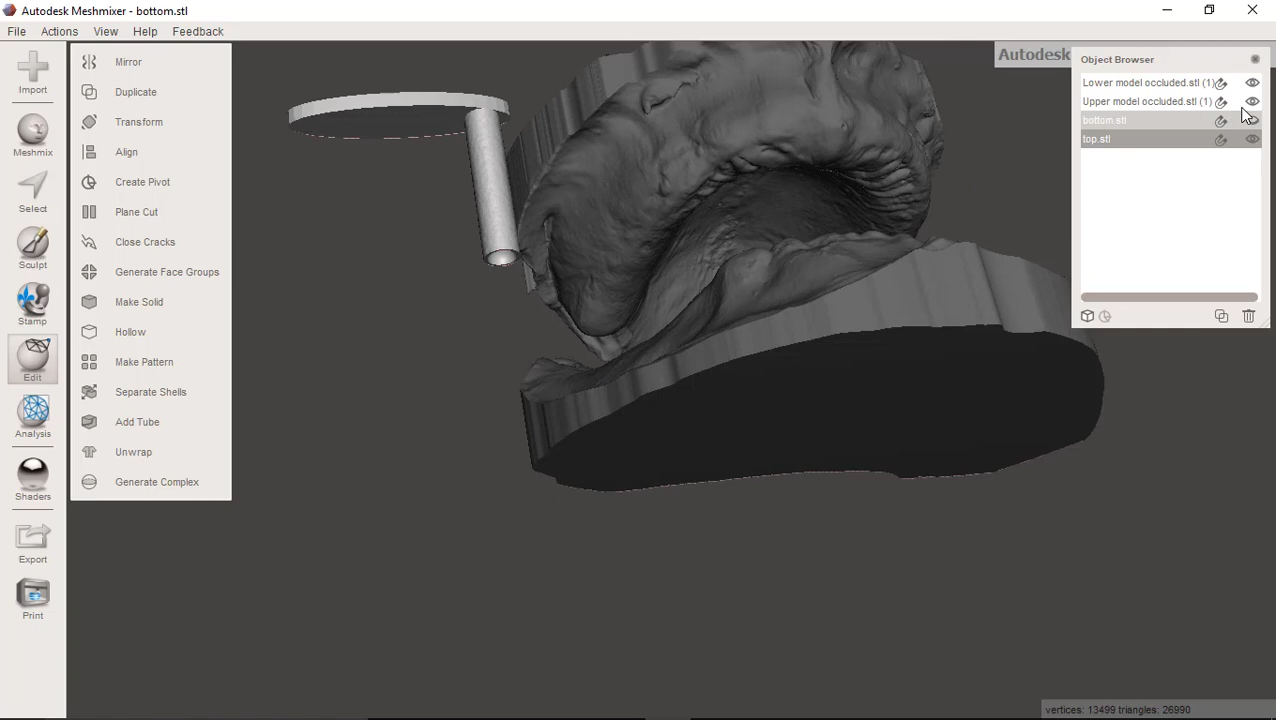 Autodesk Meshmixer - bottom.stl
File Actions View Help Feedback
Import
Meshmix
Select
Sculpt
Stamp
Edit
Analysis
Shaders
Export
Print
Mirror
Duplicate
Transform
Align
Create Pivot
Plane Cut
Close Cracks
Generate Face Groups
Make Solid
Hollow
Make Pattern
Separate Shells
Add Tube
Unwrap
Generate Complex
Autodesk
Object Browser
Lower model occluded.stl (1)
Upper model occluded.stl (1)
bottom.stl
top.stl
vertices: 13499 triangles: 26990